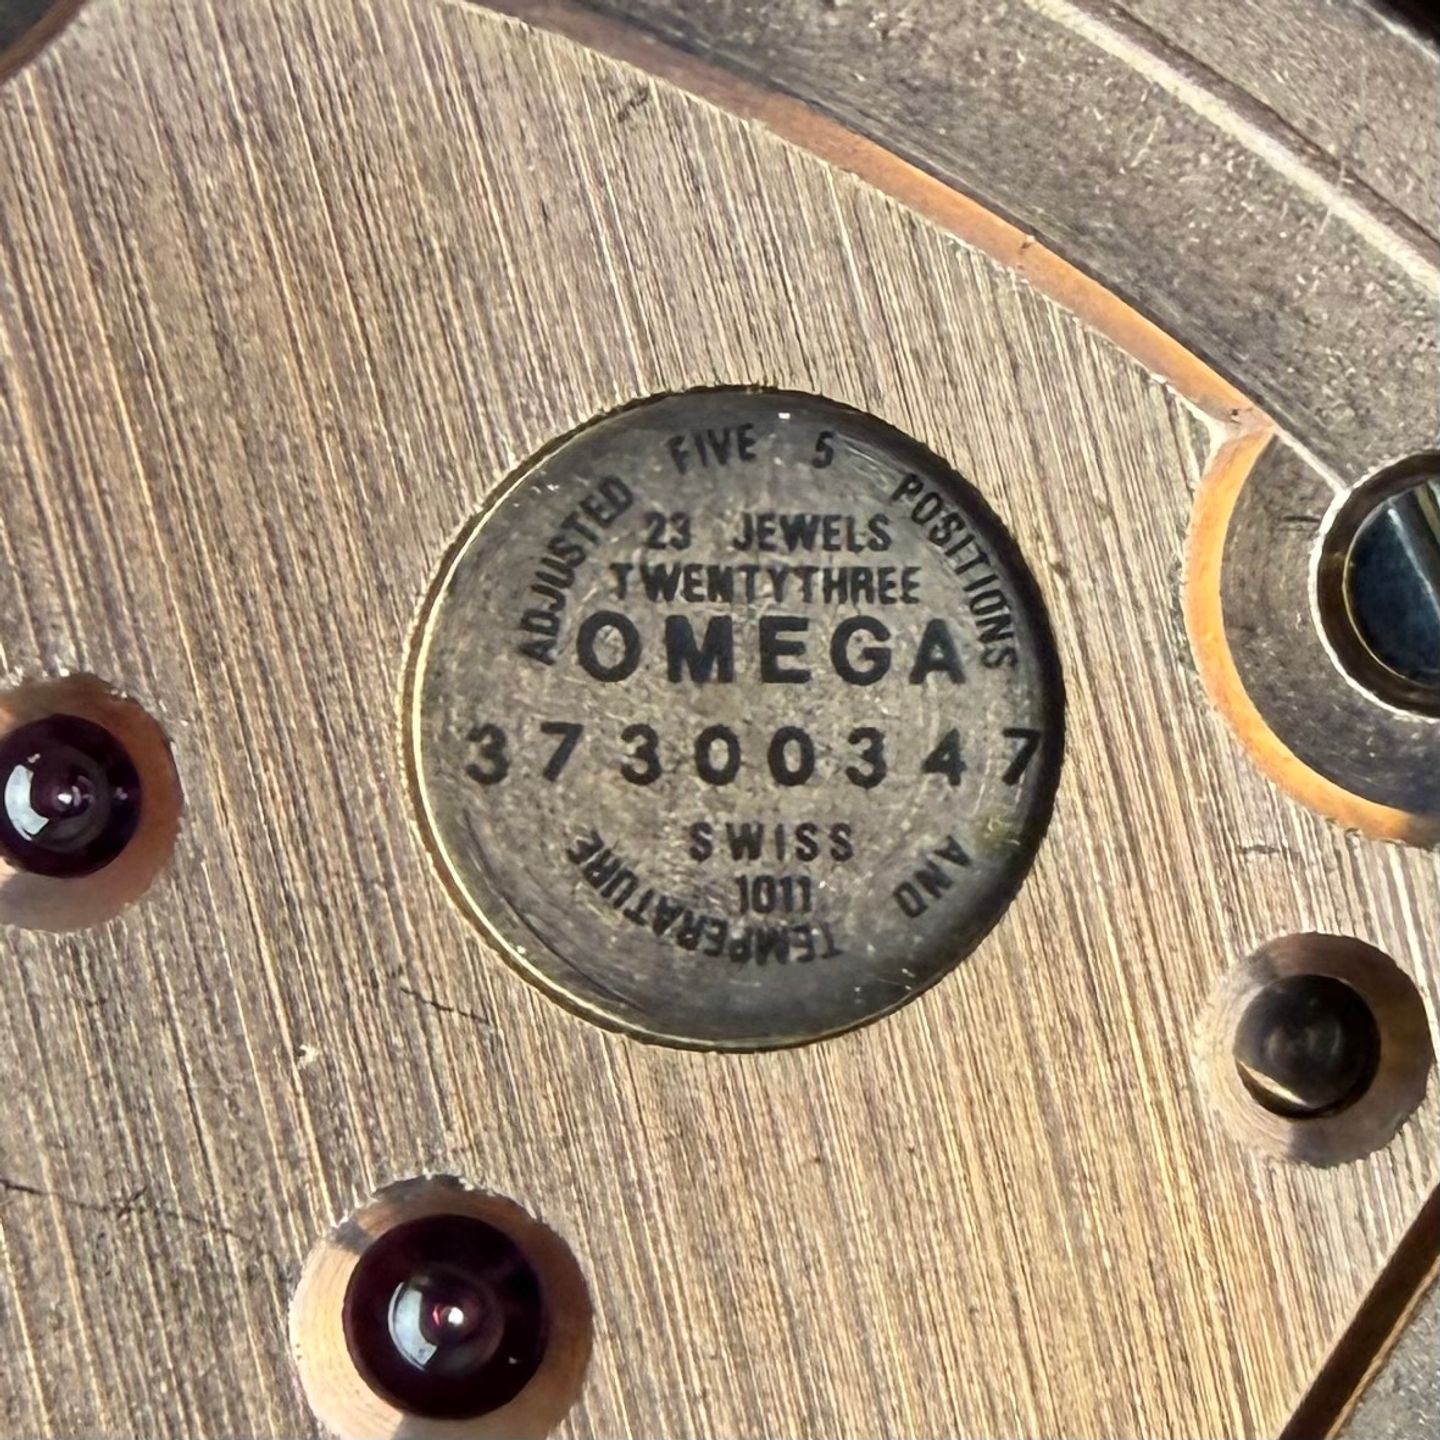 ADJUSTED FIVE 5 POSITIONS
23 JEWELS
TWENTYTHREE
OMEGA
37300347
SWISS
1011
AND TEMPERATURE